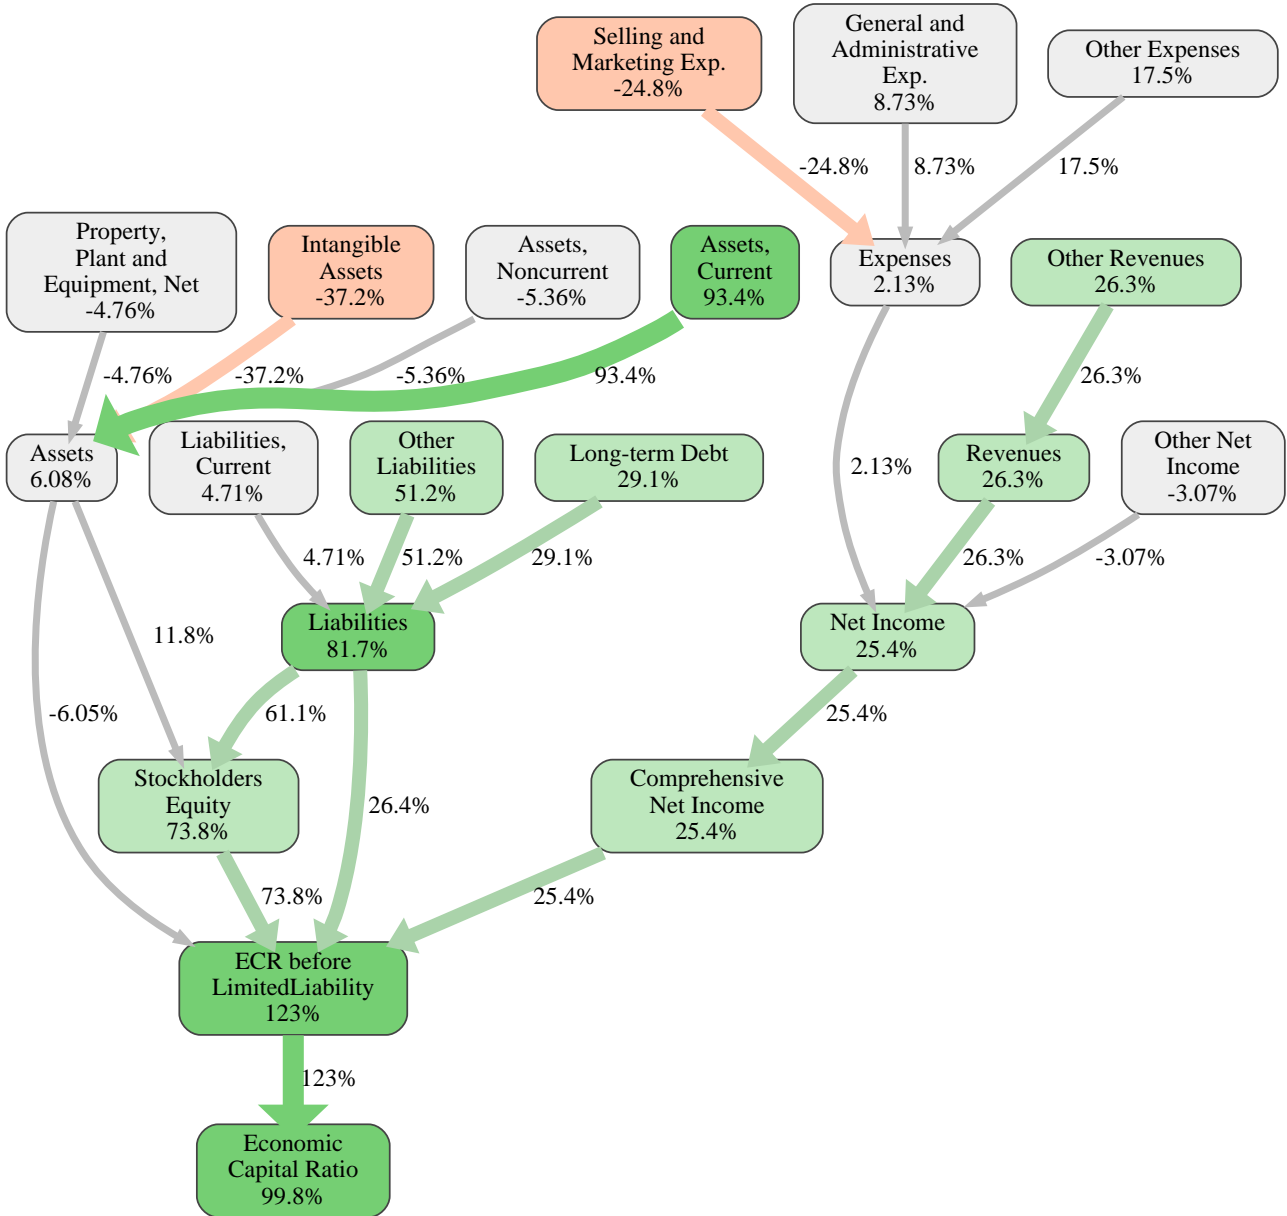 Selling and
Marketing Exp.
-24.8%
General and
Administrative
Exp.
8.73%
Other Expenses
17.5%
-24.8%
8.73%
17.5%
Property,
Plant and
Equipment, Net
-4.76%
Intangible
Assets
-37.2%
Assets,
Noncurrent
-5.36%
Assets,
Current
93.4%
Expenses
2.13%
Other Revenues
26.3%
-4.76%
-37.2%
-5.36%
93.4%
26.3%
Assets
6.08%
Liabilities,
Current
4.71%
Other
Liabilities
51.2%
Long-term Debt
29.1%
2.13%
Revenues
26.3%
Other Net
Income
-3.07%
4.71%
51.2%
29.1%
26.3%
-3.07%
11.8%
Liabilities
81.7%
Net Income
25.4%
-6.05%
61.1%
25.4%
Stockholders
Equity
73.8%
26.4%
Comprehensive
Net Income
25.4%
73.8%
25.4%
ECR before
LimitedLiability
123%
123%
Economic
Capital Ratio
99.8%